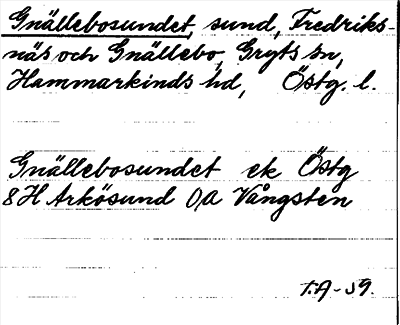 Gnällebosundet, sund, Fredriks-
näs och Gnällebo, Gryts sn,
Hammarkinds hd, Östg. l.
Gnällebosundet ek Östg
8H Arkösund 0,a Vångsten
T.A-59.